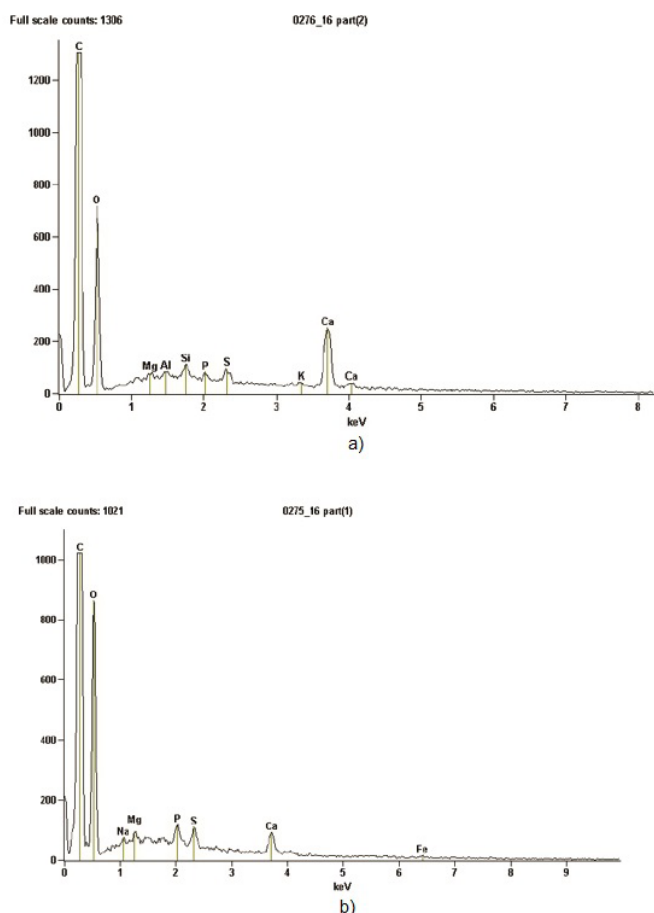 Full scale counts: 1306 0276_16 part(2)
C
1200
1000
800
O
600
400
Ca
200
Mg Al Si P S K Ca
0
0 1 2 3 4 5 6 7 8
keV
a)
Full scale counts: 1021 0275_16 part(1)
C
1000
O
800
600
400
200
Na Mg P S Ca Fe
0
0 1 2 3 4 5 6 7 8 9
keV
b)